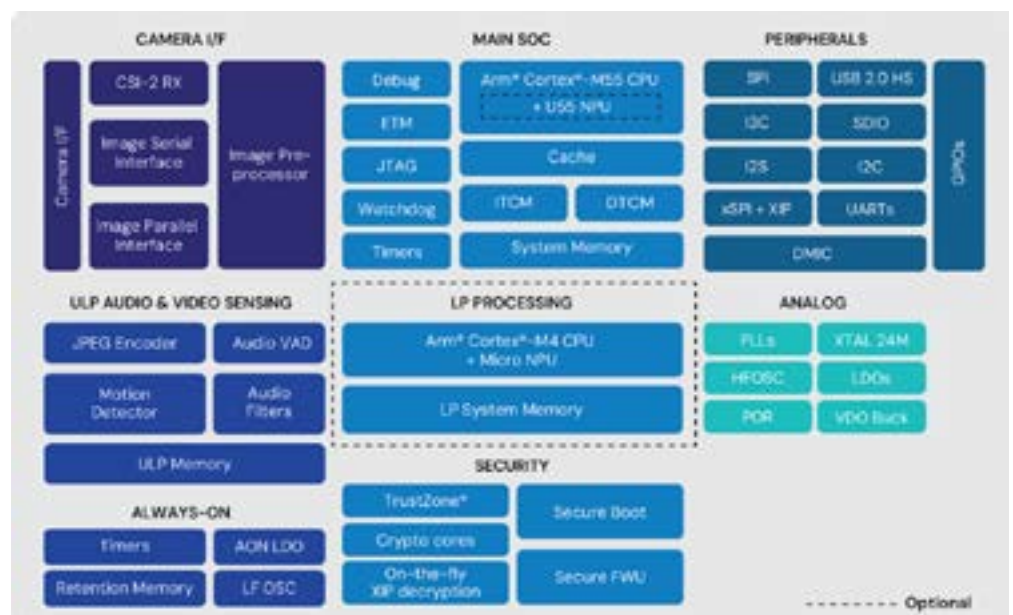 CAMERA I/F
Camera I/F
CSI-2 RX
Image Serial
Interface
Image Parallel
Interface
Image Pre-
processor
MAIN SOC
Debug
ETM
JTAG
Watchdog
Timers
Arm® Cortex®-M55 CPU
+ U55 NPU
Cache
ITCM
DTCM
System Memory
PERIPHERALS
SPI
USB 2.0 HS
I3C
SDIO
I2S
I2C
xSPI + XIP
UARTs
DMIC
GPIOs
ULP AUDIO & VIDEO SENSING
JPEG Encoder
Audio VAD
Motion
Detector
Audio
Filters
ULP Memory
LP PROCESSING
Arm® Cortex®-M4 CPU
+ Micro NPU
LP System Memory
ANALOG
PLLs
XTAL 24M
HFOSC
LDOs
POR
VDO Buck
ALWAYS-ON
Timers
AON LDO
Retention Memory
LF OSC
SECURITY
TrustZone®
Crypto cores
On-the-fly
XIP decryption
Secure Boot
Secure FWU
Optional